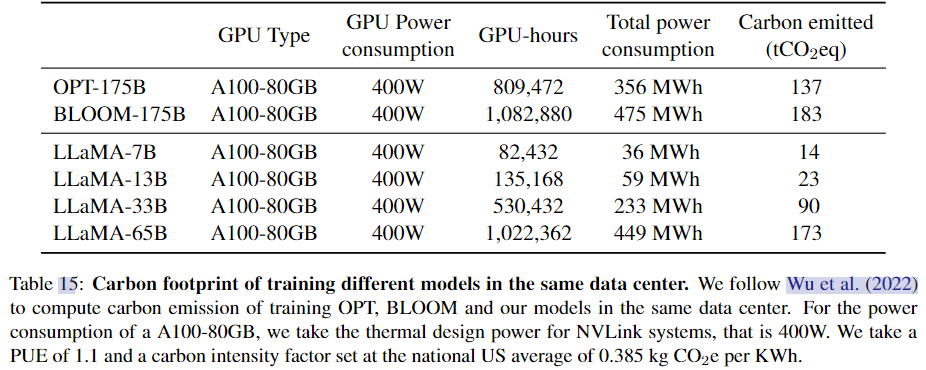 GPU Type GPU Power consumption GPU-hours Total power consumption Carbon emitted (tCO₂eq)
OPT-175B A100-80GB 400W 809,472 356 MWh 137
BLOOM-175B A100-80GB 400W 1,082,880 475 MWh 183
LLaMA-7B A100-80GB 400W 82,432 36 MWh 14
LLaMA-13B A100-80GB 400W 135,168 59 MWh 23
LLaMA-33B A100-80GB 400W 530,432 233 MWh 90
LLaMA-65B A100-80GB 400W 1,022,362 449 MWh 173
Table 15: Carbon footprint of training different models in the same data center. We follow Wu et al. (2022)
to compute carbon emission of training OPT, BLOOM and our models in the same data center. For the power
consumption of a A100-80GB, we take the thermal design power for NVLink systems, that is 400W. We take a
PUE of 1.1 and a carbon intensity factor set at the national US average of 0.385 kg CO₂e per KWh.